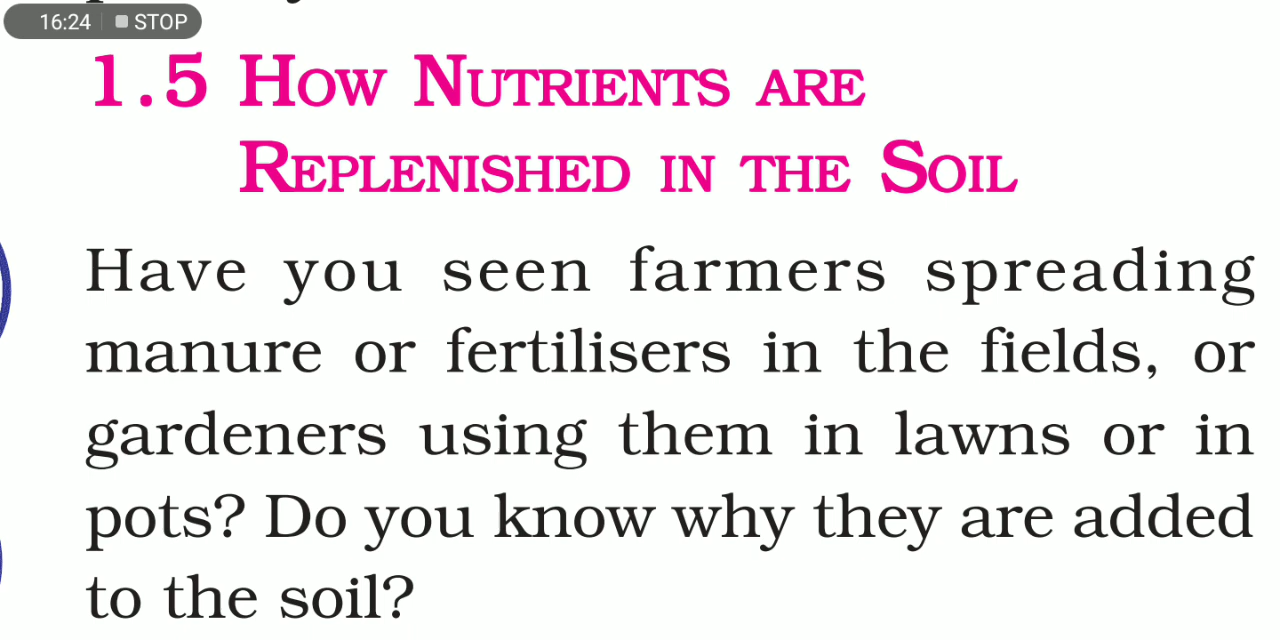 16:24 STOP
1.5 HOW NUTRIENTS ARE
REPLENISHED IN THE SOIL
Have you seen farmers spreading
manure or fertilisers in the fields, or
gardeners using them in lawns or in
pots? Do you know why they are added
to the soil?